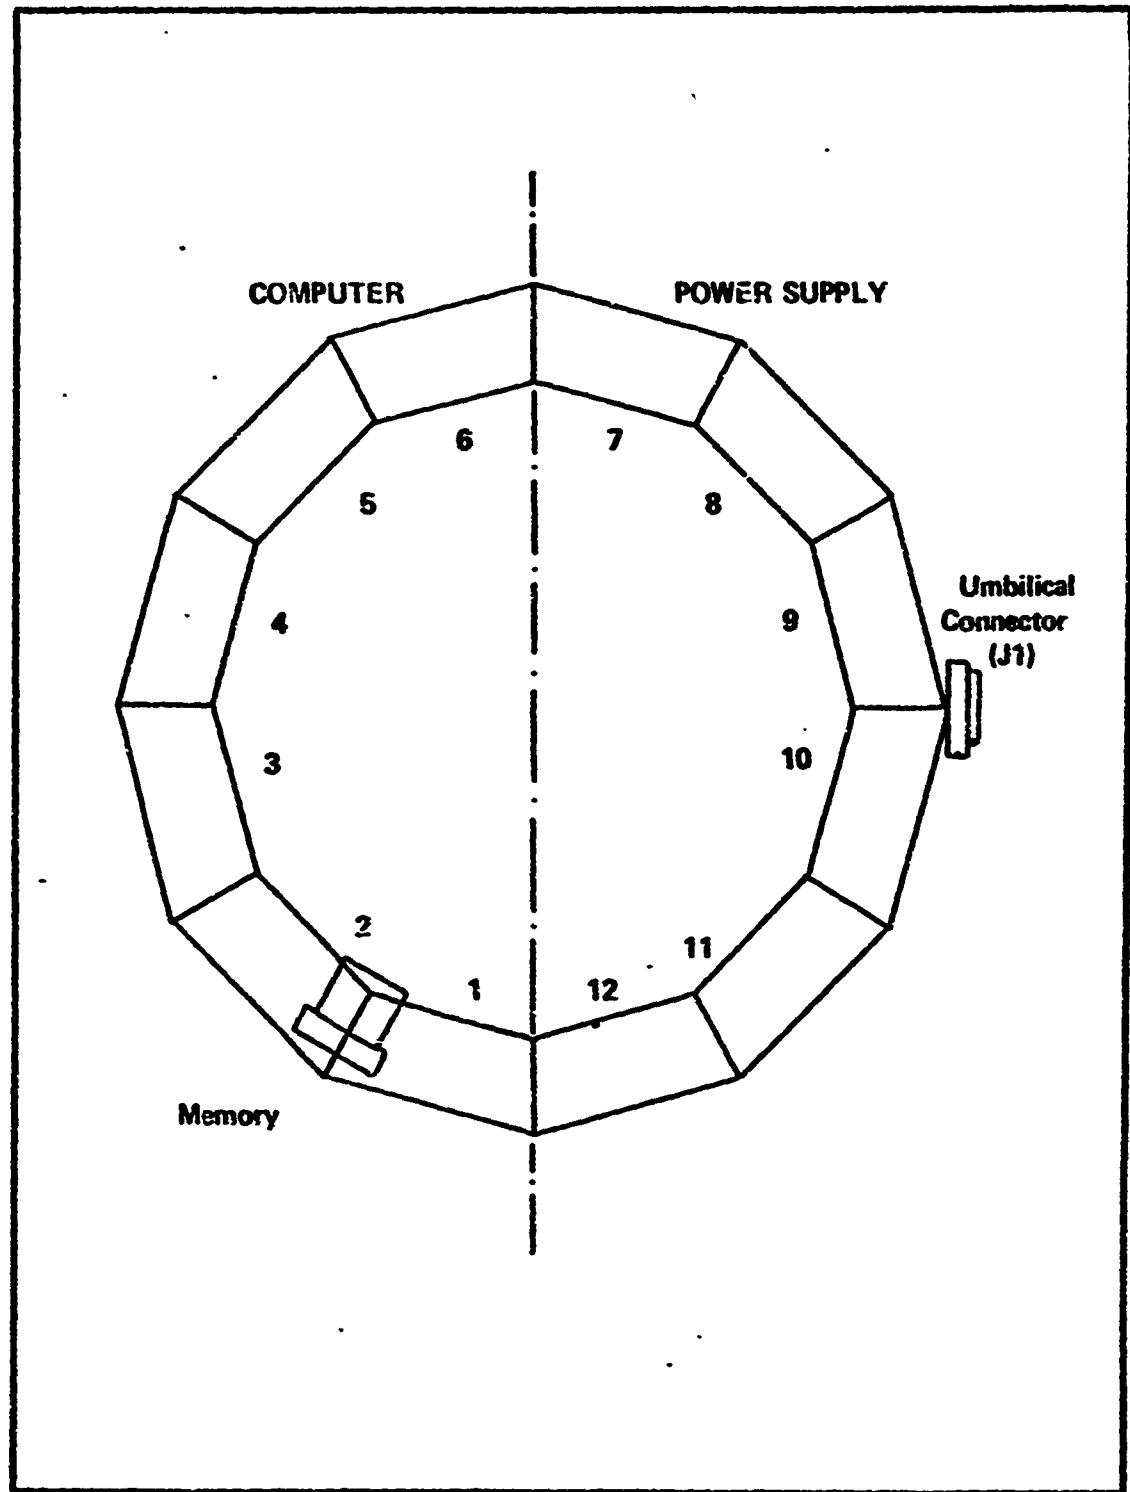 COMPUTER
POWER SUPPLY
6
7
5
8
Umbilical
Connector
(J1)
4
9
3
10
2
11
1
12
Memory